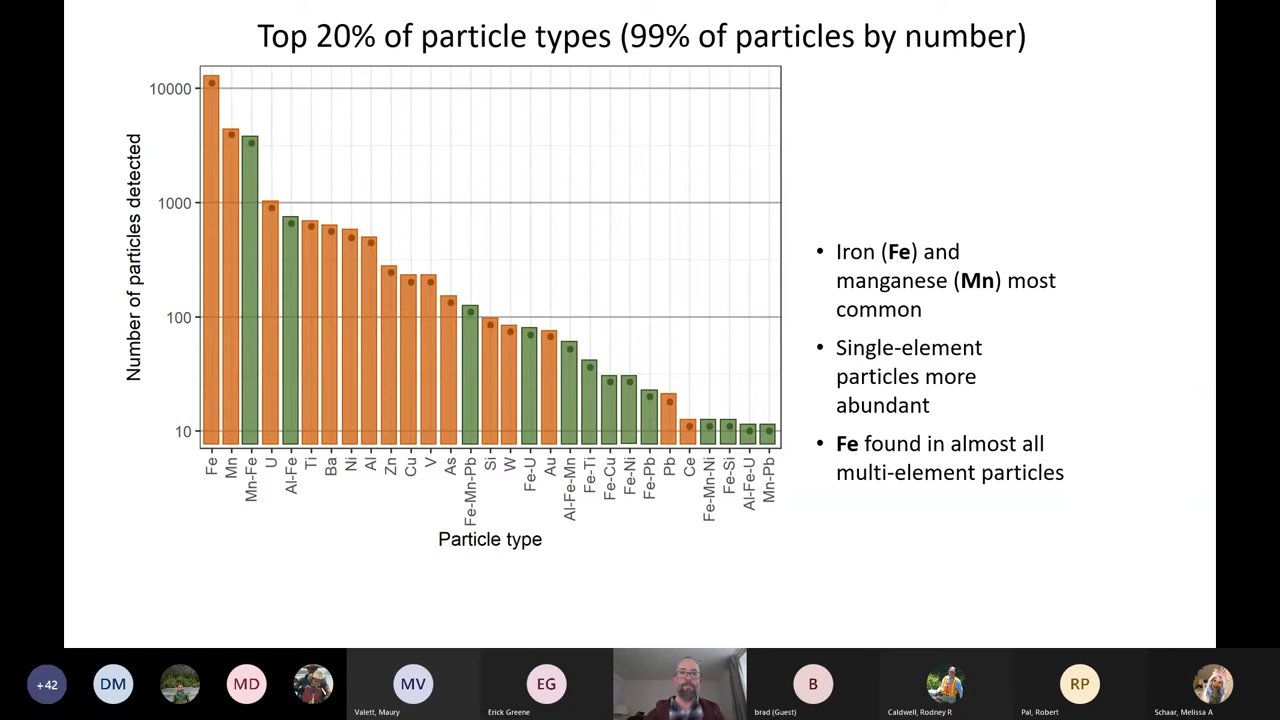 Top 20% of particle types (99% of particles by number)
Number of particles detected
10000
1000
100
10
Fe
Mn
Mn-Fe
U
Al-Fe
Ti
Ba
Ni
Al
Zn
Cu
V
As
Fe-Mn-Pb
Si
W
Fe-U
Au
Al-Fe-Mn
Fe-Ti
Fe-Cu
Fe-Ni
Fe-Pb
Pb
Ce
Fe-Mn-Ni
Fe-Si
Al-Fe-U
Mn-Pb
Particle type
• Iron (Fe) and
manganese (Mn) most
common
• Single-element
particles more
abundant
• Fe found in almost all
multi-element particles
+42
DM
MD
MV
Valett, Maury
EG
Erick Greene
B
brad (Guest)
Caldwell, Rodney R
RP
Pal, Robert
Schaar, Melissa A